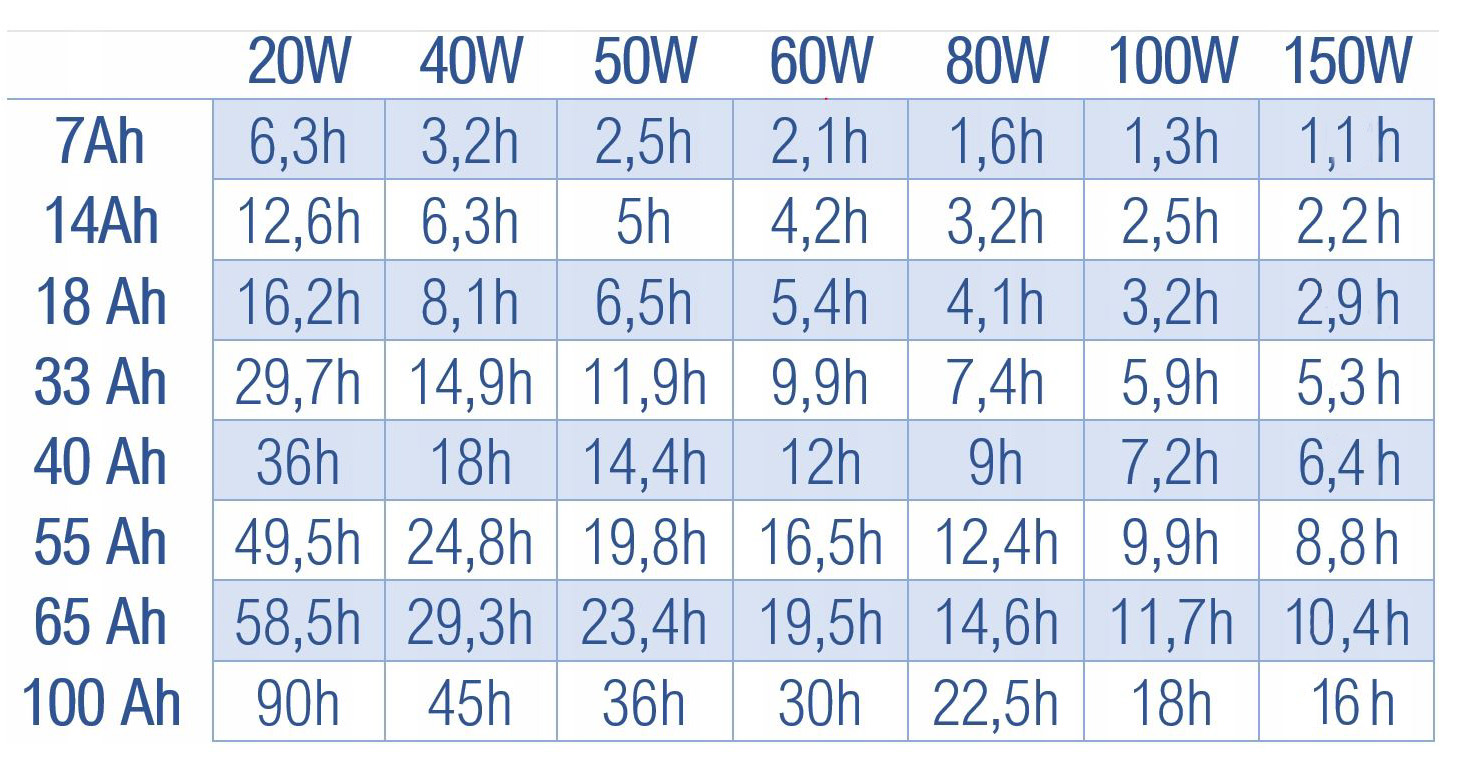 20W 40W 50W 60W 80W 100W 150W
7Ah 6,3h 3,2h 2,5h 2,1h 1,6h 1,3h 1,1 h
14Ah 12,6h 6,3h 5h 4,2h 3,2h 2,5h 2,2 h
18 Ah 16,2h 8,1h 6,5h 5,4h 4,1h 3,2h 2,9 h
33 Ah 29,7h 14,9h 11,9h 9,9h 7,4h 5,9h 5,3 h
40 Ah 36h 18h 14,4h 12h 9h 7,2h 6,4 h
55 Ah 49,5h 24,8h 19,8h 16,5h 12,4h 9,9h 8,8 h
65 Ah 58,5h 29,3h 23,4h 19,5h 14,6h 11,7h 10,4 h
100 Ah 90h 45h 36h 30h 22,5h 18h 16 h